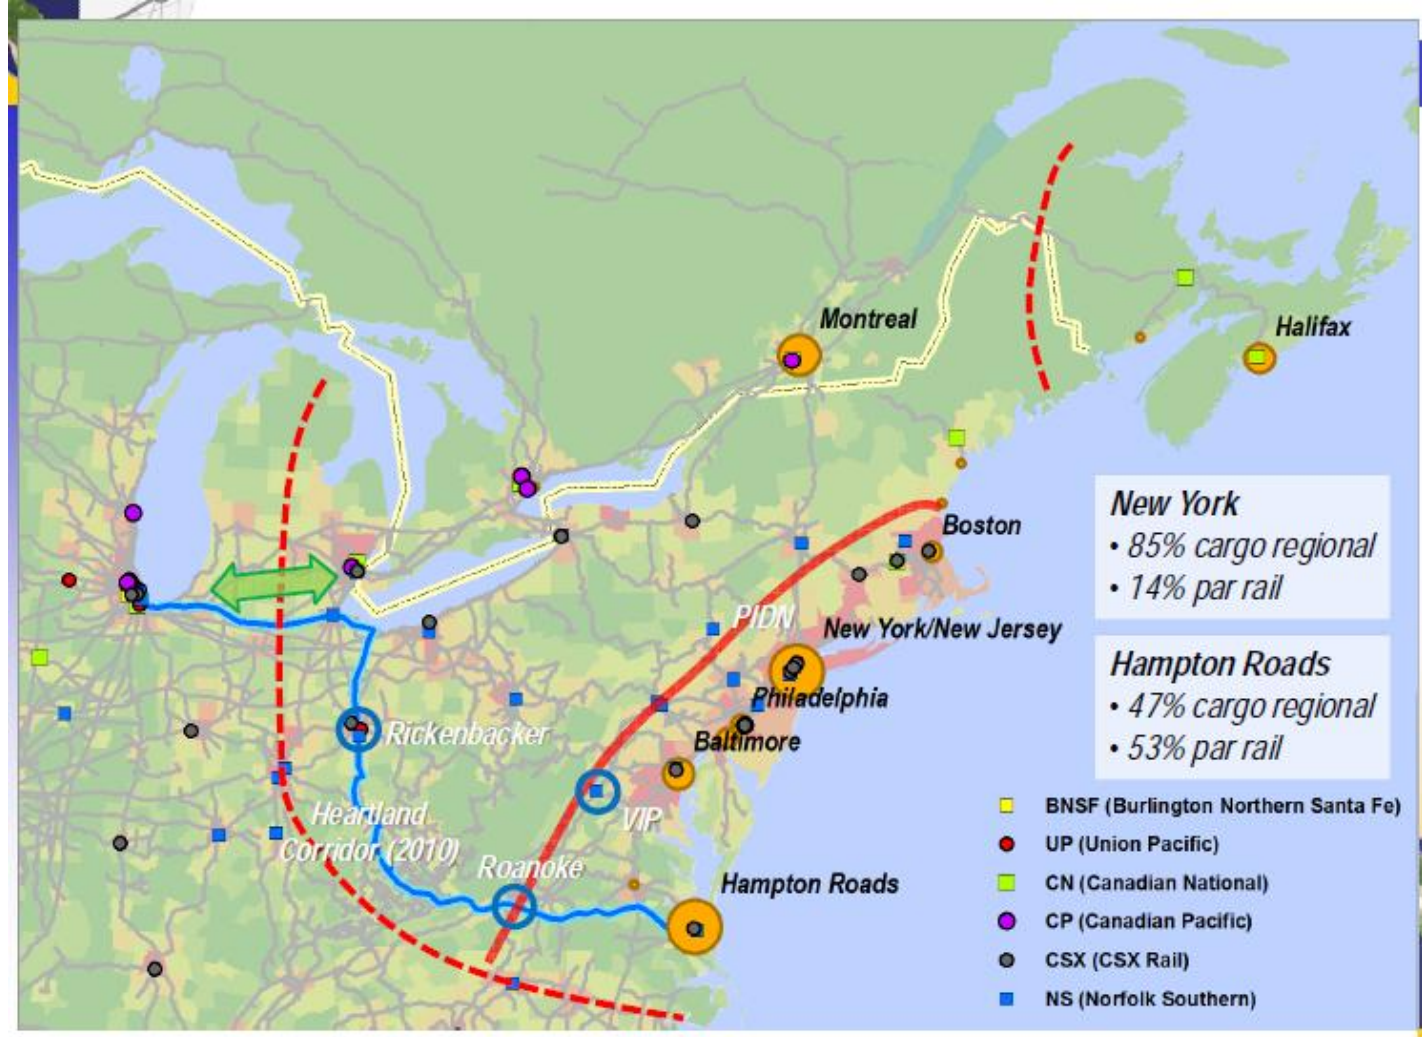 Montreal
Halifax
New York
• 85% cargo regional
• 14% par rail
Boston
PIDN
New York/New Jersey
Hampton Roads
• 47% cargo regional
• 53% par rail
Philadelphia
Rickenbacker
Baltimore
BNSF (Burlington Northern Santa Fe)
Heartland
Corridor (2010)
VIP
UP (Union Pacific)
Roanoke
Hampton Roads
CN (Canadian National)
CP (Canadian Pacific)
CSX (CSX Rail)
NS (Norfolk Southern)